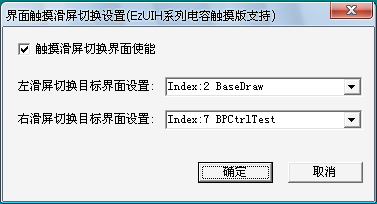 界面触摸滑屏切换设置(EzUIH系列电容触摸版支持)
触摸滑屏切换界面使能
左滑屏切换目标界面设置: Index:2 BaseDraw
右滑屏切换目标界面设置: Index:7 BPCtrlTest
确定 取消